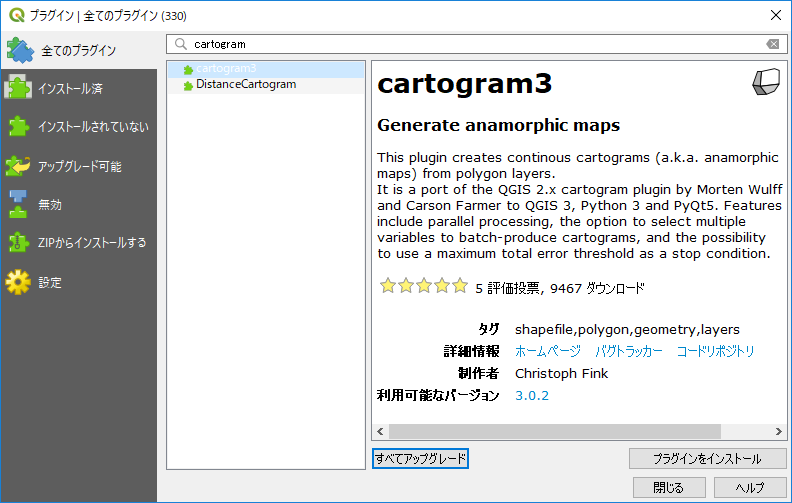 プラグイン | 全てのプラグイン (330)
全てのプラグイン
インストール済
インストールされていない
アップグレード可能
無効
ZIPからインストールする
設定
cartogram
cartogram3
DistanceCartogram
cartogram3
Generate anamorphic maps
This plugin creates continous cartograms (a.k.a. anamorphic
maps) from polygon layers.
It is a port of the QGIS 2.x cartogram plugin by Morten Wulff
and Carson Farmer to QGIS 3, Python 3 and PyQt5. Features
include parallel processing, the option to select multiple
variables to batch-produce cartograms, and the possibility
to use a maximum total error threshold as a stop condition.
5 評価投票, 9467 ダウンロード
タグ shapefile,polygon,geometry,layers
詳細情報 ホームページ バグトラッカー コードリポジトリ
制作者 Christoph Fink
利用可能なバージョン 3.0.2
すべてアップグレード
プラグインをインストール
閉じる
ヘルプ